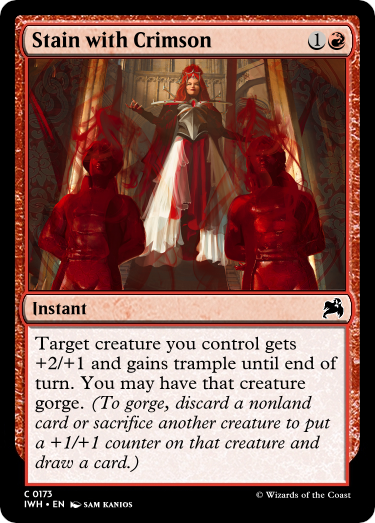 Stain with Crimson 1
Instant
Target creature you control gets
+2/+1 and gains trample until end of
turn. You may have that creature
gorge. (To gorge, discard a nonland
card or sacrifice another creature to put
a +1/+1 counter on that creature and
draw a card.)
C 0173
IWH • EN SAM KANIOS
© Wizards of the Coast